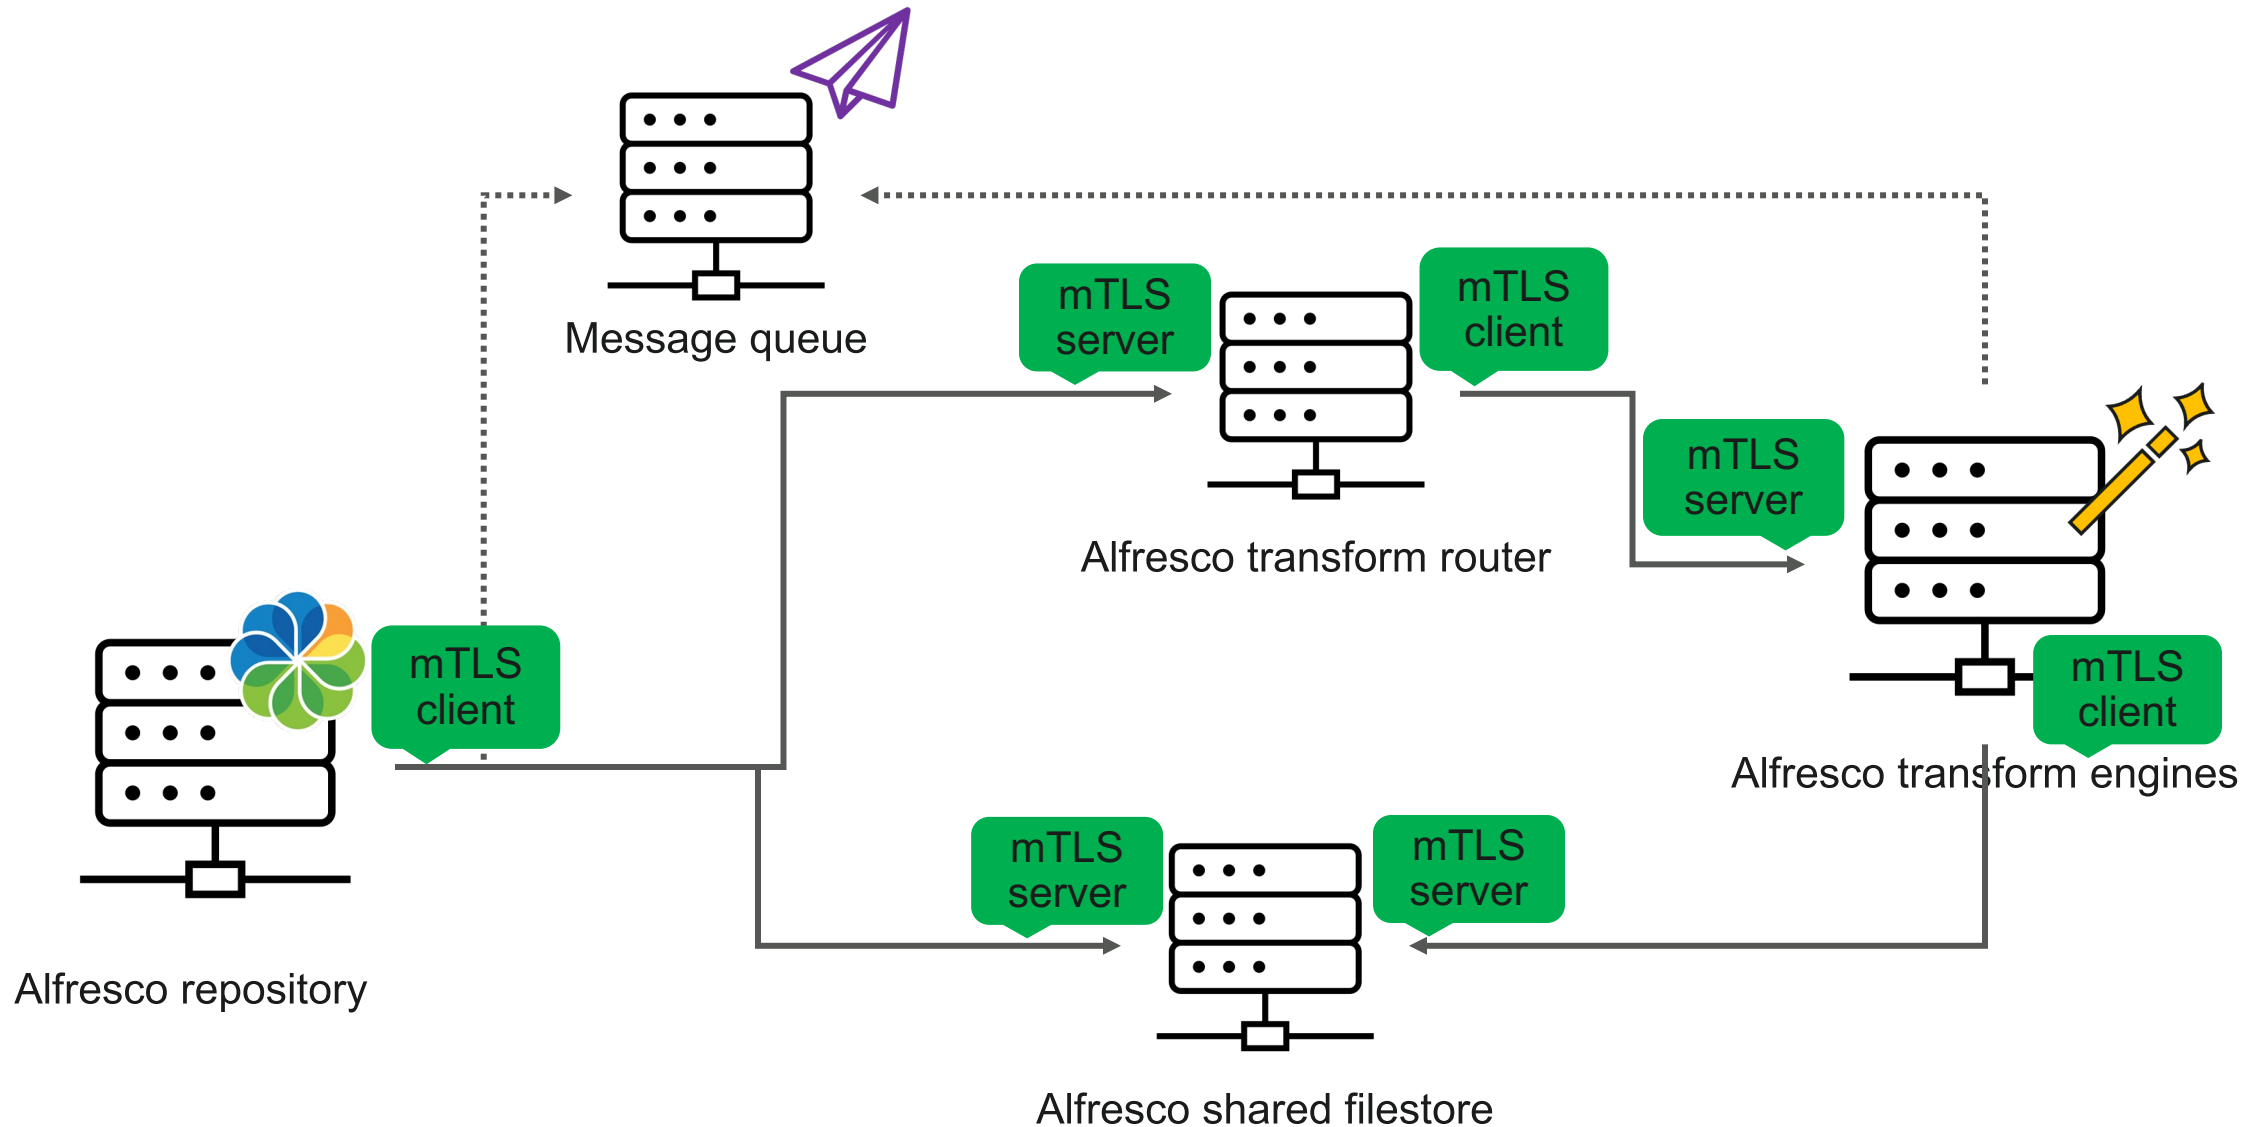 Message queue
mTLS
server
mTLS
client
mTLS
server
Alfresco transform router
mTLS
client
mTLS
client
Alfresco transform engines
mTLS
server
mTLS
server
Alfresco repository
Alfresco shared filestore